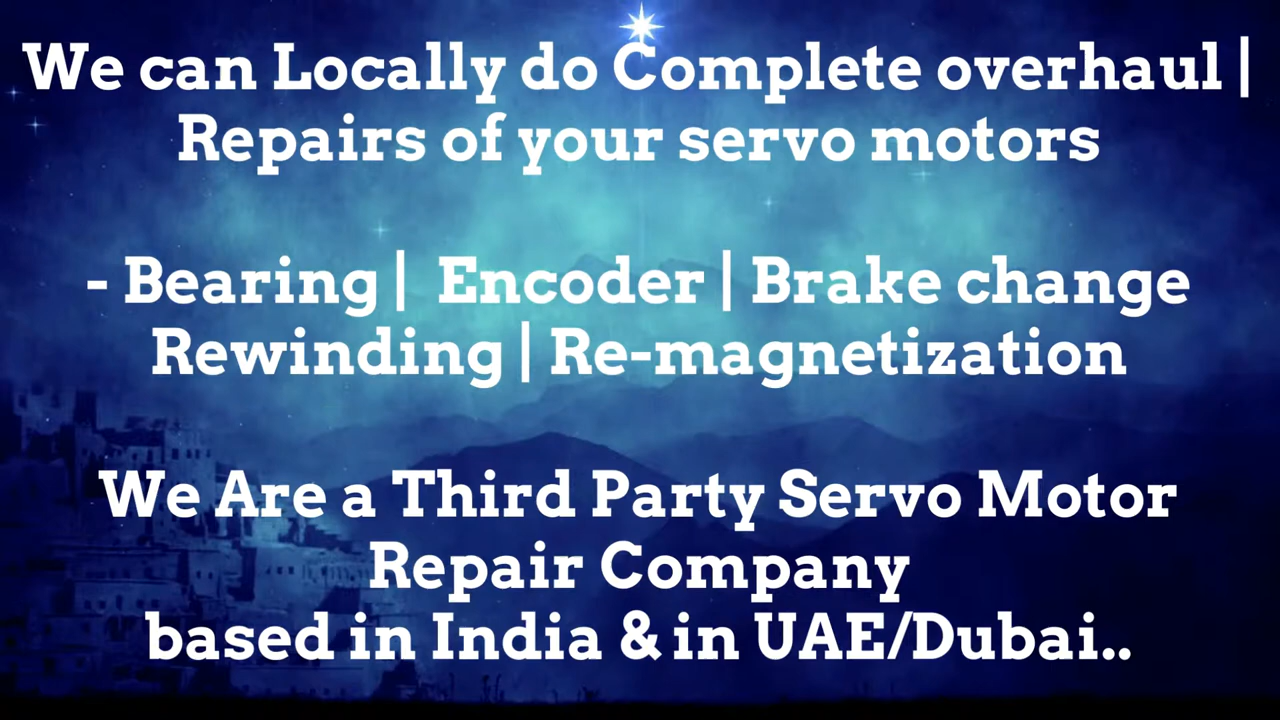 We can Locally do Complete overhaul |
Repairs of your servo motors
- Bearing |  Encoder | Brake change
Rewinding | Re-magnetization
We Are a Third Party Servo Motor
Repair Company
based in India & in UAE/Dubai..